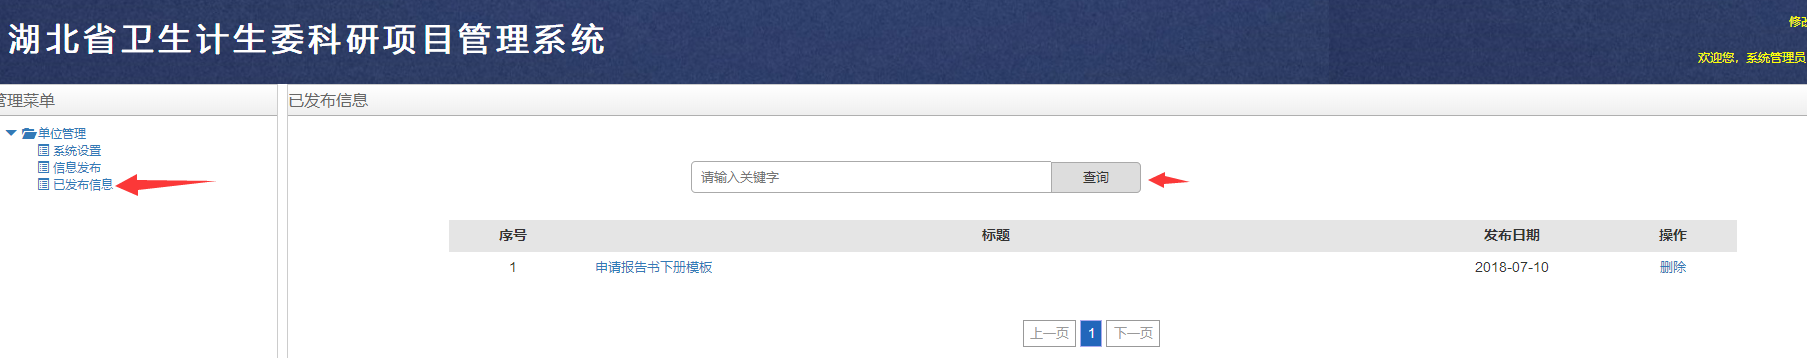 湖北省卫生计生委科研项目管理系统
修改
欢迎您，系统管理员
管理菜单
已发布信息
单位管理
系统设置
信息发布
已发布信息
请输入关键字 查询
序号 标题 发布日期 操作
1 申请报告书下册模板 2018-07-10 删除
上一页 1 下一页